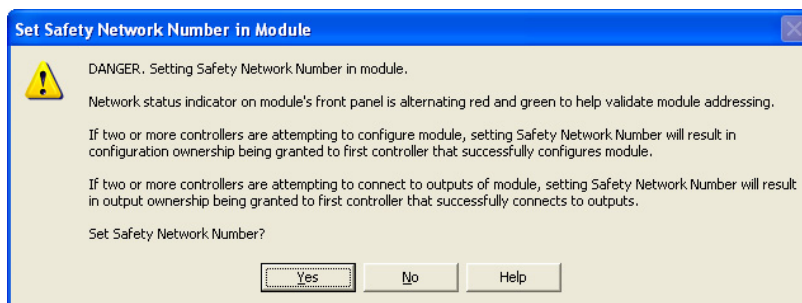 Set Safety Network Number in Module
DANGER. Setting Safety Network Number in module.
Network status indicator on module's front panel is alternating red and green to help validate module addressing.
If two or more controllers are attempting to configure module, setting Safety Network Number will result in
configuration ownership being granted to first controller that successfully configures module.
If two or more controllers are attempting to connect to outputs of module, setting Safety Network Number will result
in output ownership being granted to first controller that successfully connects to outputs.
Set Safety Network Number?
Yes No Help